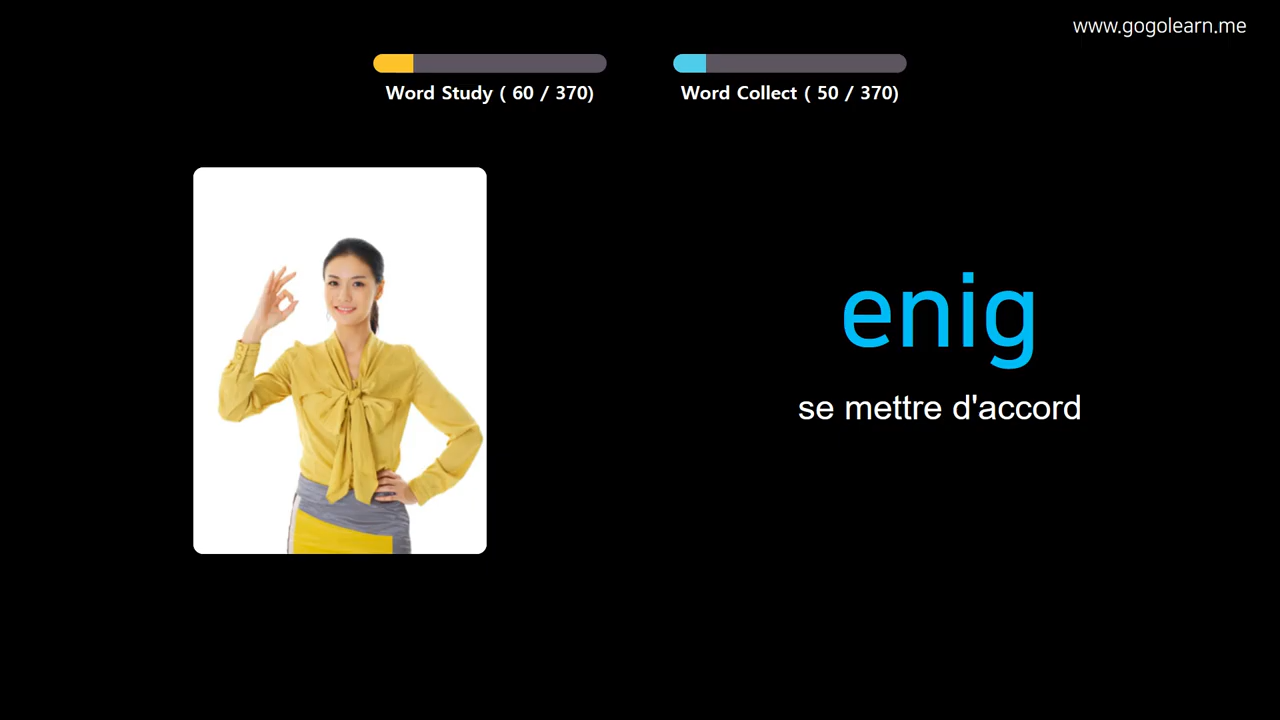 www.gogolearn.me
Word Study ( 60 / 370)
Word Collect ( 50 / 370)
enig
se mettre d'accord